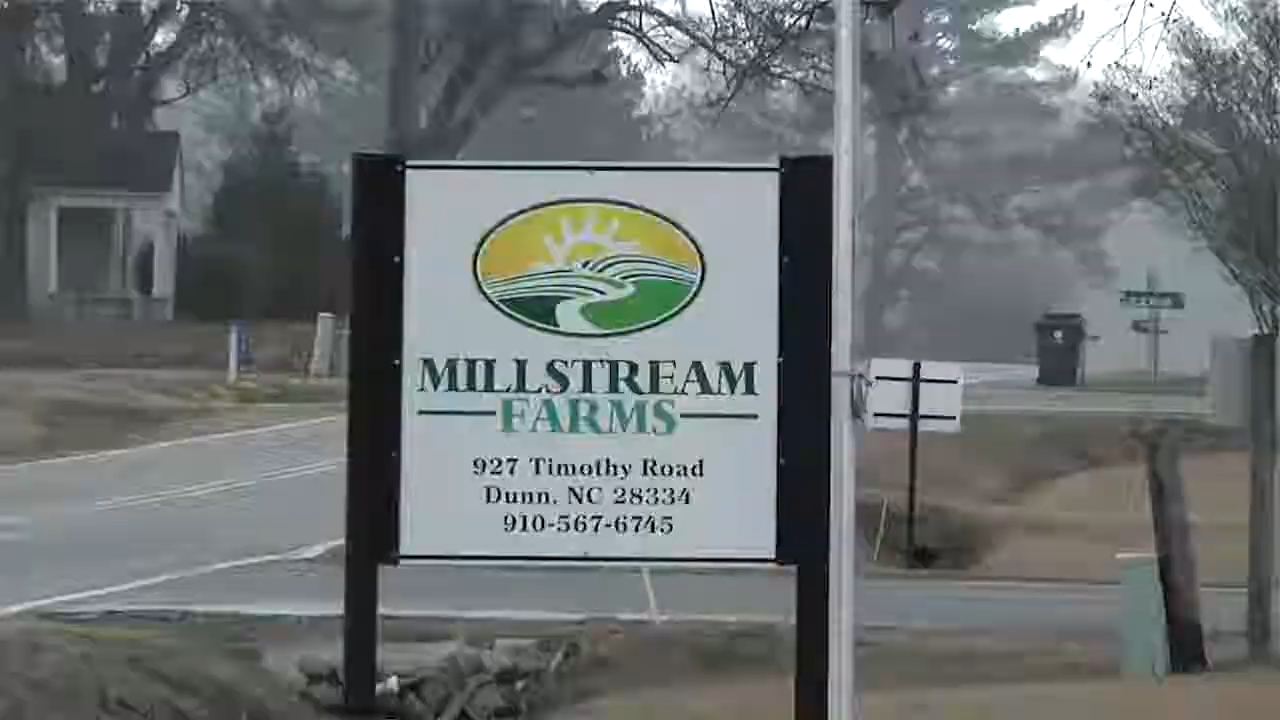 MILLSTREAM
FARMS
927 Timothy Road
Dunn, NC 28334
910-567-6745